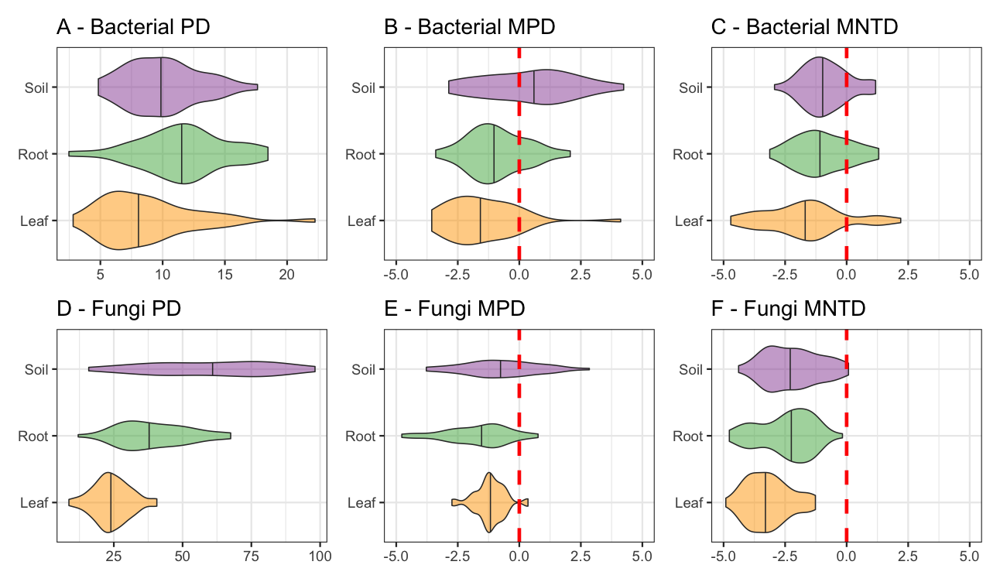 A - Bacterial PD
B - Bacterial MPD
C - Bacterial MNTD
Soil
Root
Leaf
5 10 15 20
Soil
Root
Leaf
-5.0 -2.5 0.0 2.5 5.0
Soil
Root
Leaf
-5.0 -2.5 0.0 2.5 5.0
D - Fungi PD
E - Fungi MPD
F - Fungi MNTD
Soil
Root
Leaf
25 50 75 100
Soil
Root
Leaf
-5.0 -2.5 0.0 2.5 5.0
Soil
Root
Leaf
-5.0 -2.5 0.0 2.5 5.0